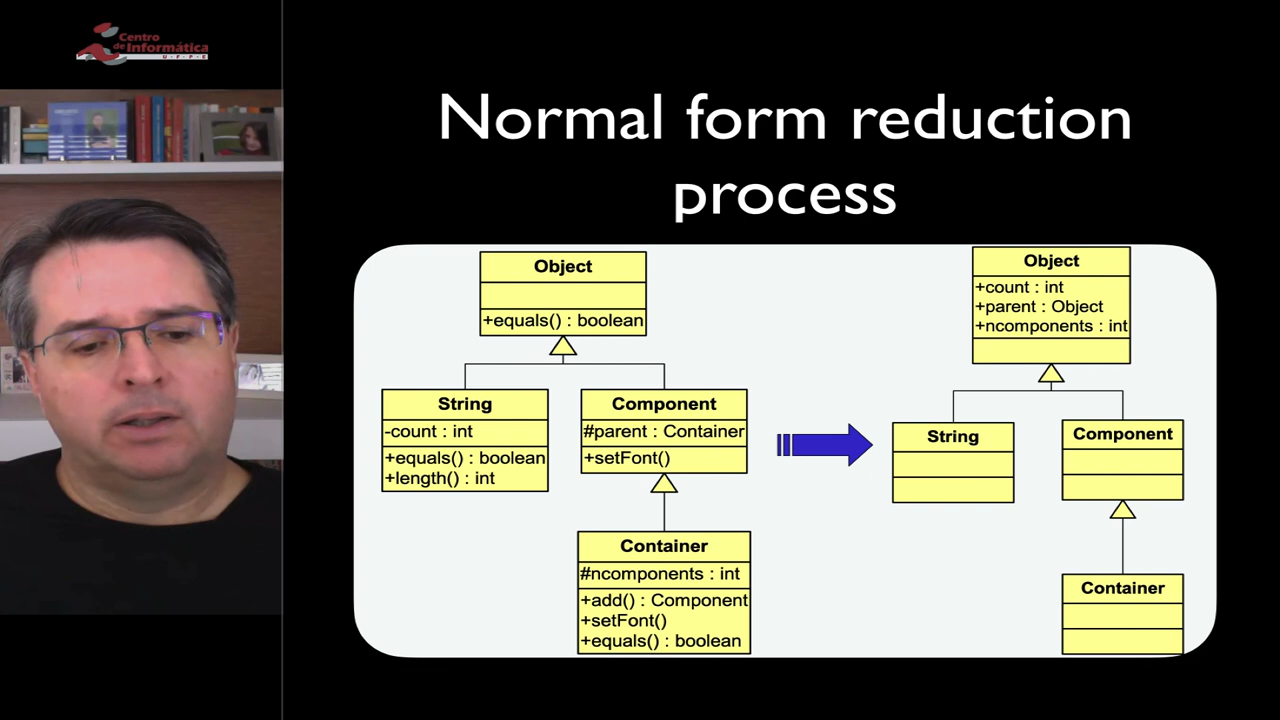 Centro
de Informática
U · F · P · E
Normal form reduction
process
Object
+equals() : boolean
String
-count : int
+equals() : boolean
+length() : int
Component
#parent : Container
+setFont()
Container
#ncomponents : int
+add() : Component
+setFont()
+equals() : boolean
Object
+count : int
+parent : Object
+ncomponents : int
String
Component
Container